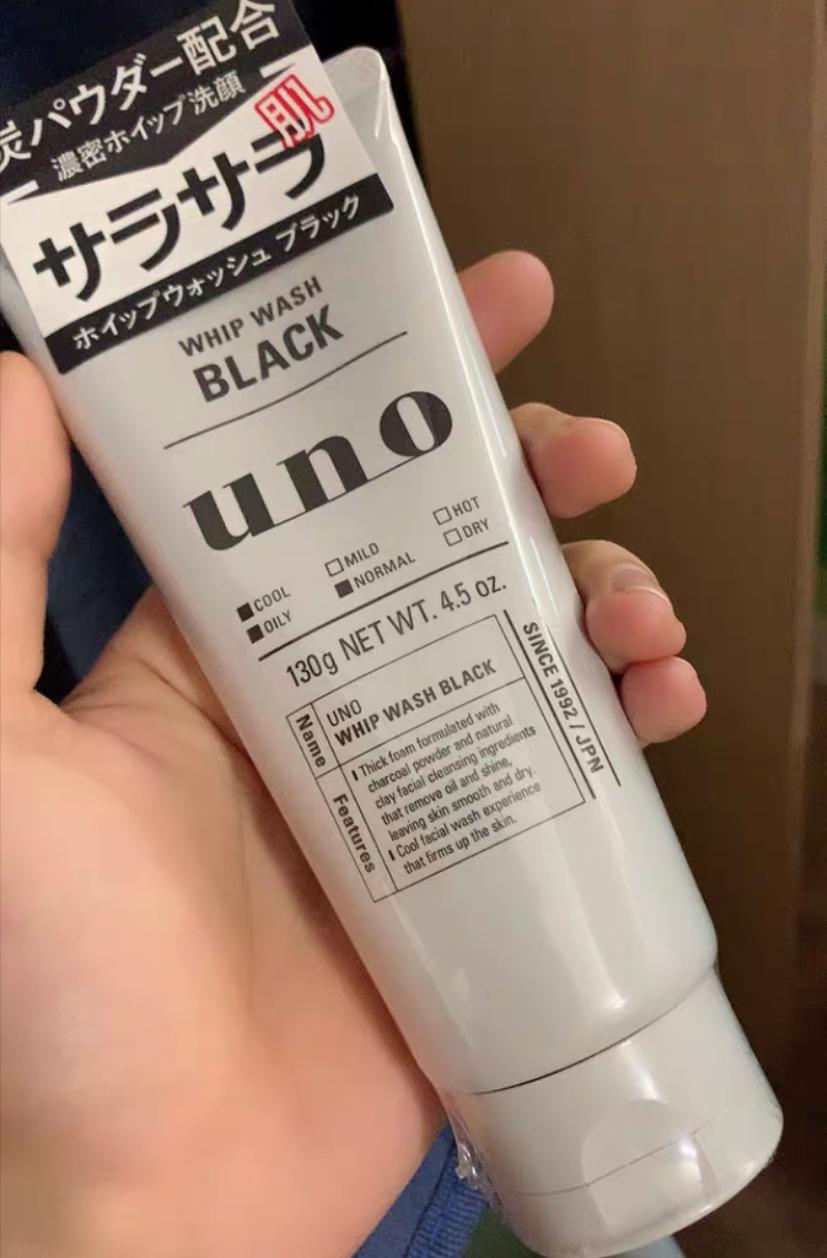 炭パウダー配合
濃密ホイップ洗顔
サラサラ肌
ホイップウォッシュ ブラック
WHIP WASH
BLACK
uno
■COOL □MILD □HOT
■OILY ■NORMAL □DRY
130g NET WT. 4.5 oz.
Name
UNO
WHIP WASH BLACK
Features
Thick foam formulated with
charcoal powder and natural
clay facial cleansing ingredients
that remove oil and shine,
leaving skin smooth and dry.
Cool facial wash experience
that firms up the skin.
SINCE 1992 / JPN